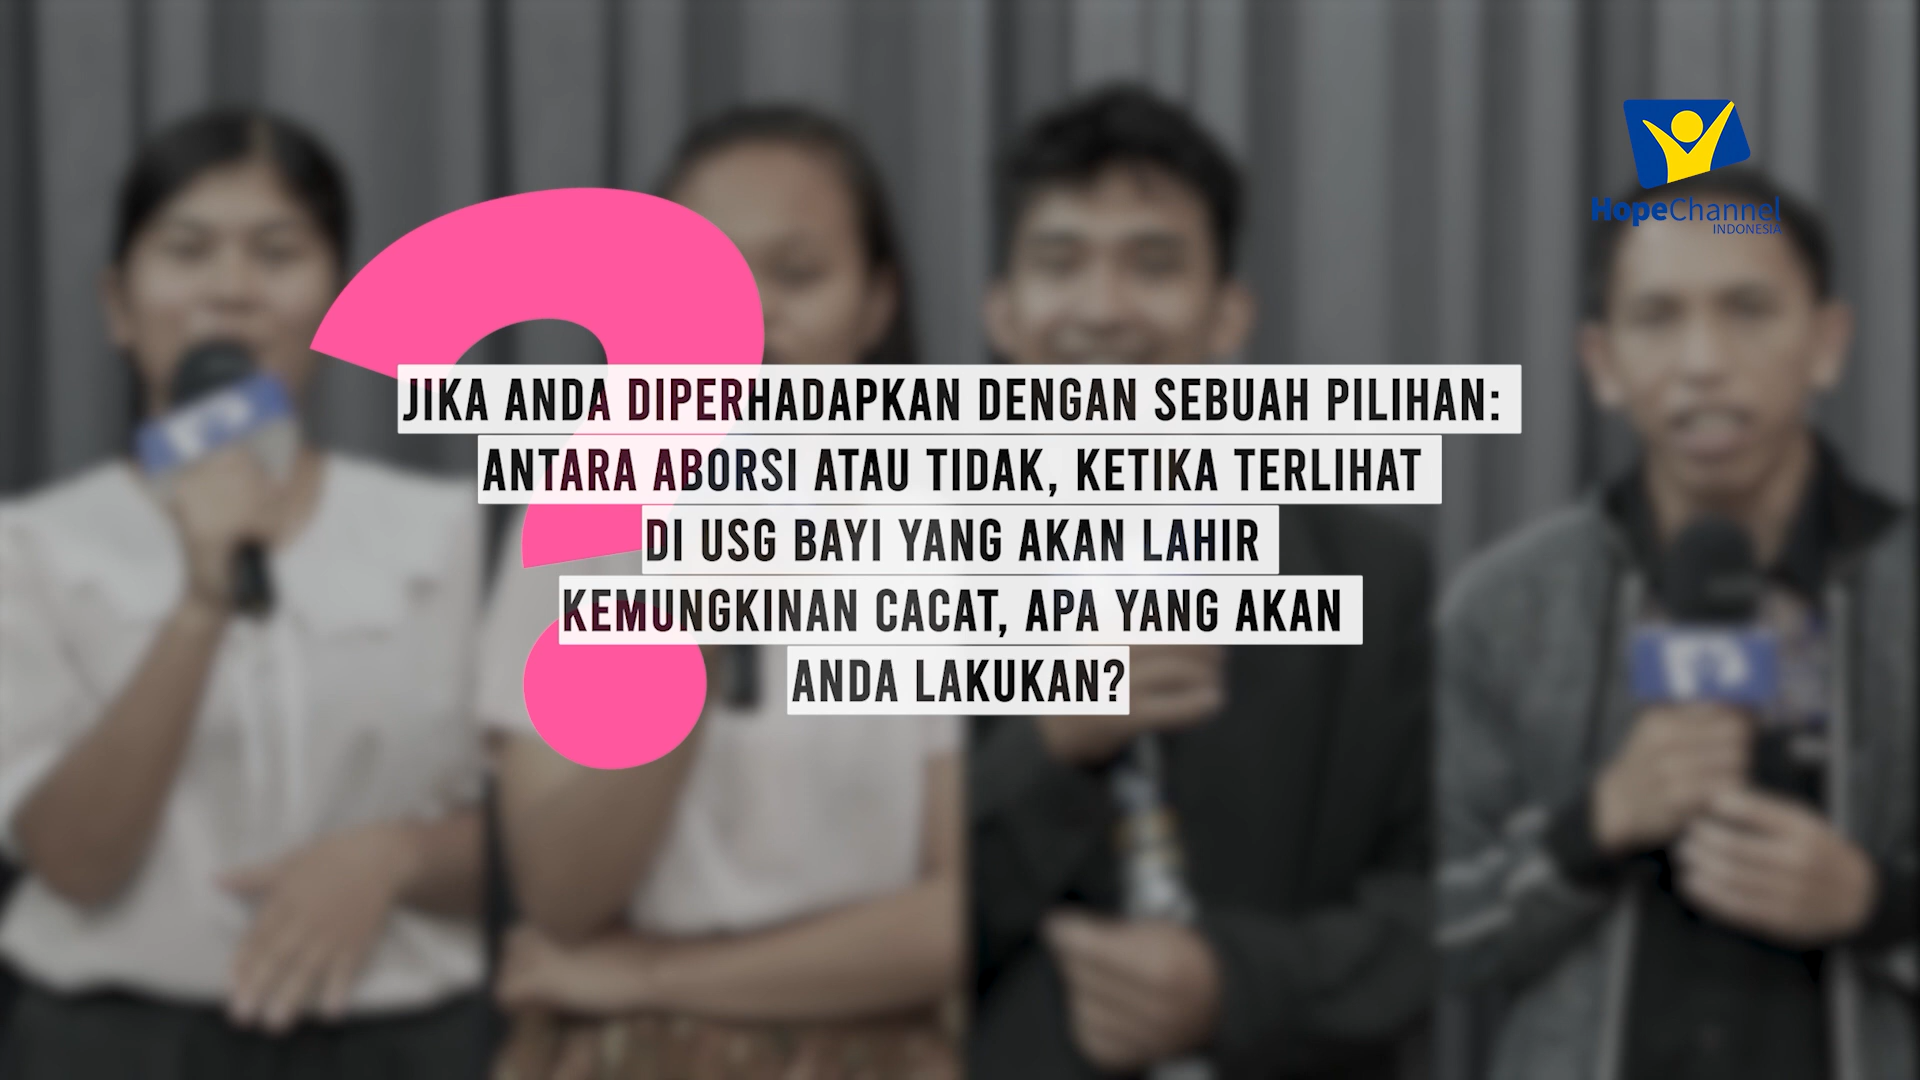 HopeChannel
INDONESIA
JIKA ANDA DIPERHADAPKAN DENGAN SEBUAH PILIHAN:
ANTARA ABORSI ATAU TIDAK, KETIKA TERLIHAT
DI USG BAYI YANG AKAN LAHIR
KEMUNGKINAN CACAT, APA YANG AKAN
ANDA LAKUKAN?